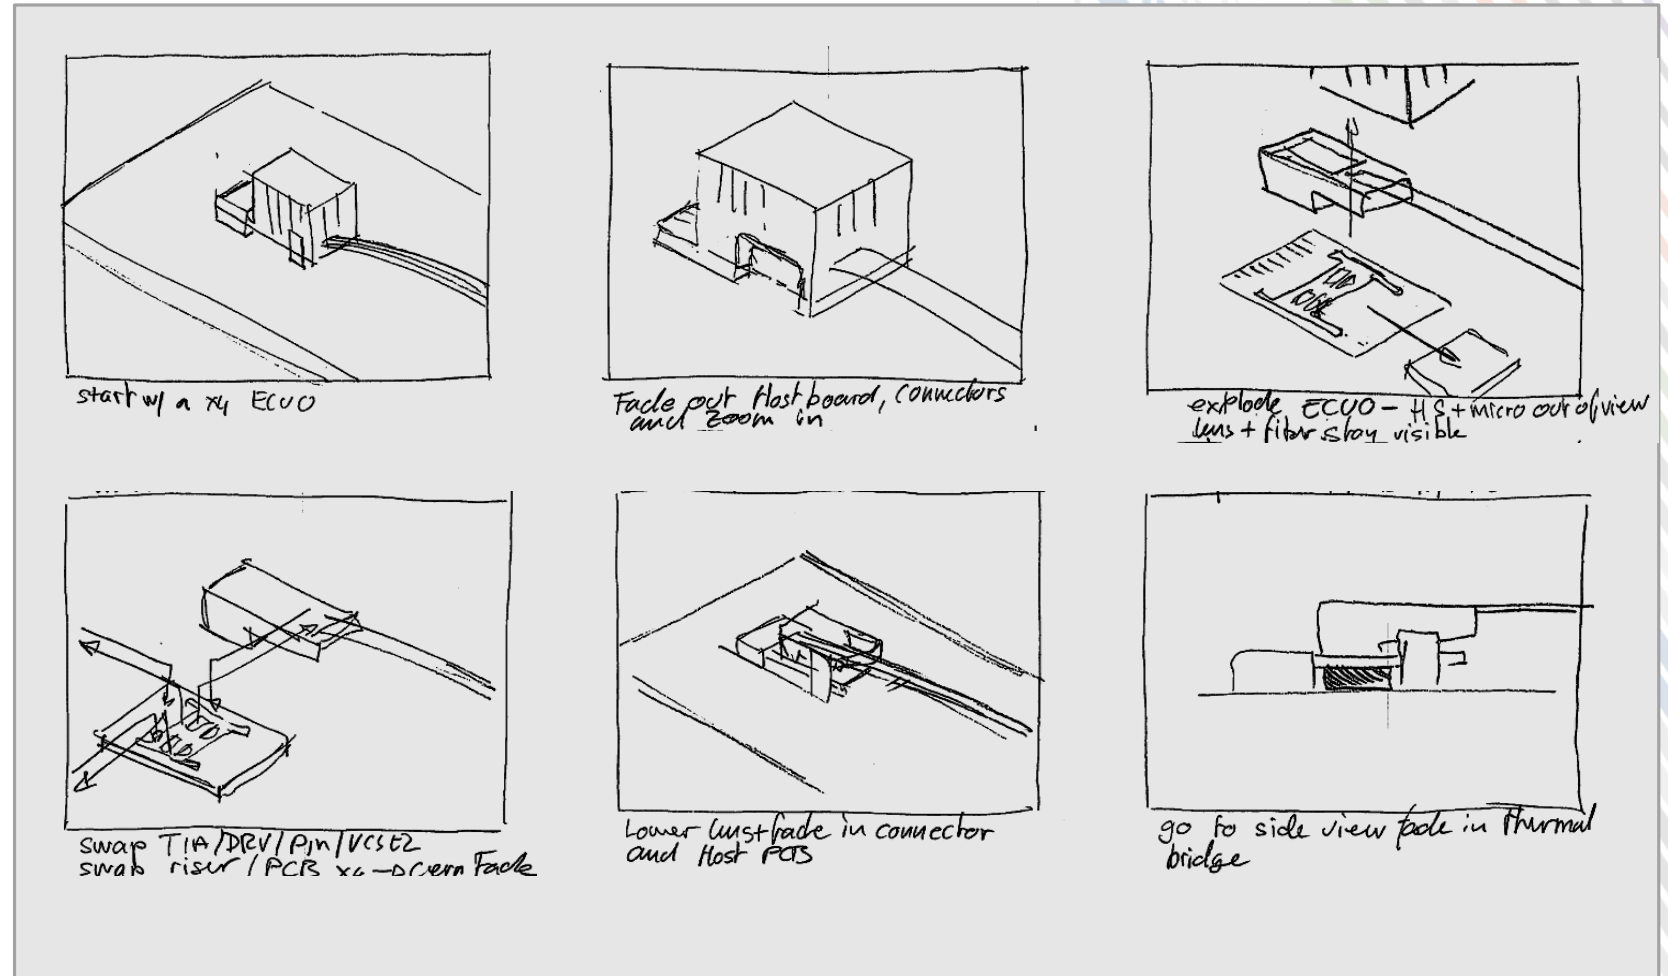 start w/ a x4 ECUO
Fade out Host board, connectors
and zoom in
explode ECUO - HS + micro out of view
lens + fiber stay visible
swap TIA/DRV/Pin/VCSEL
swap riser / PCB x4 → Fade
Lower lens + fade in connector
and Host PCB
go to side view fade in thermal
bridge